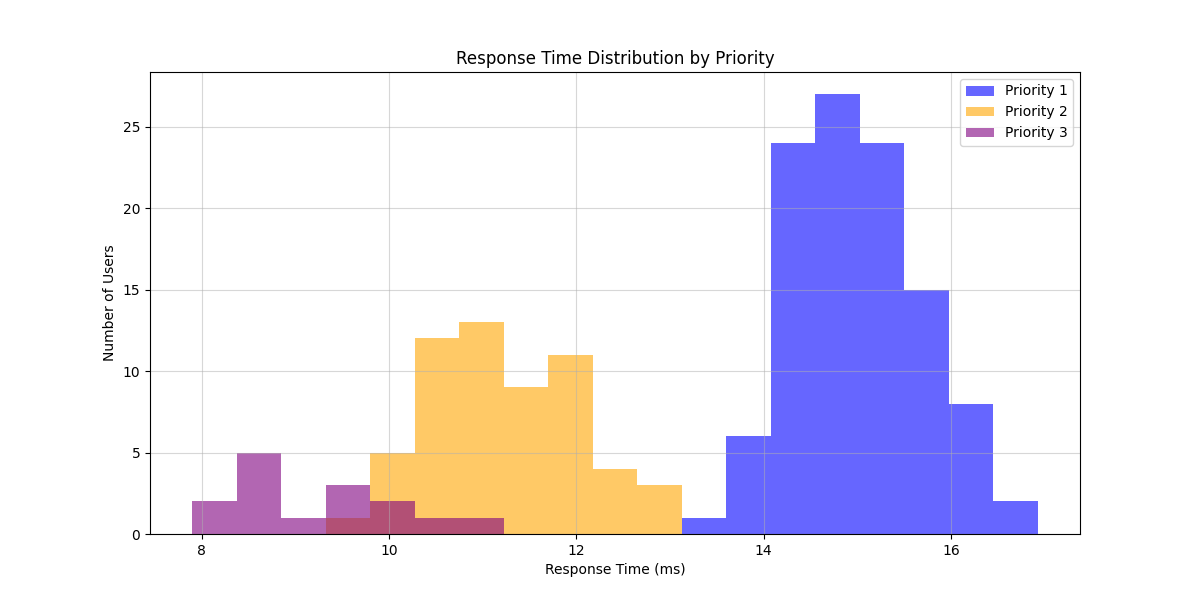 Response Time Distribution by Priority
Priority 1
Priority 2
Priority 3
25
20
15
10
5
0
Number of Users
8 10 12 14 16
Response Time (ms)